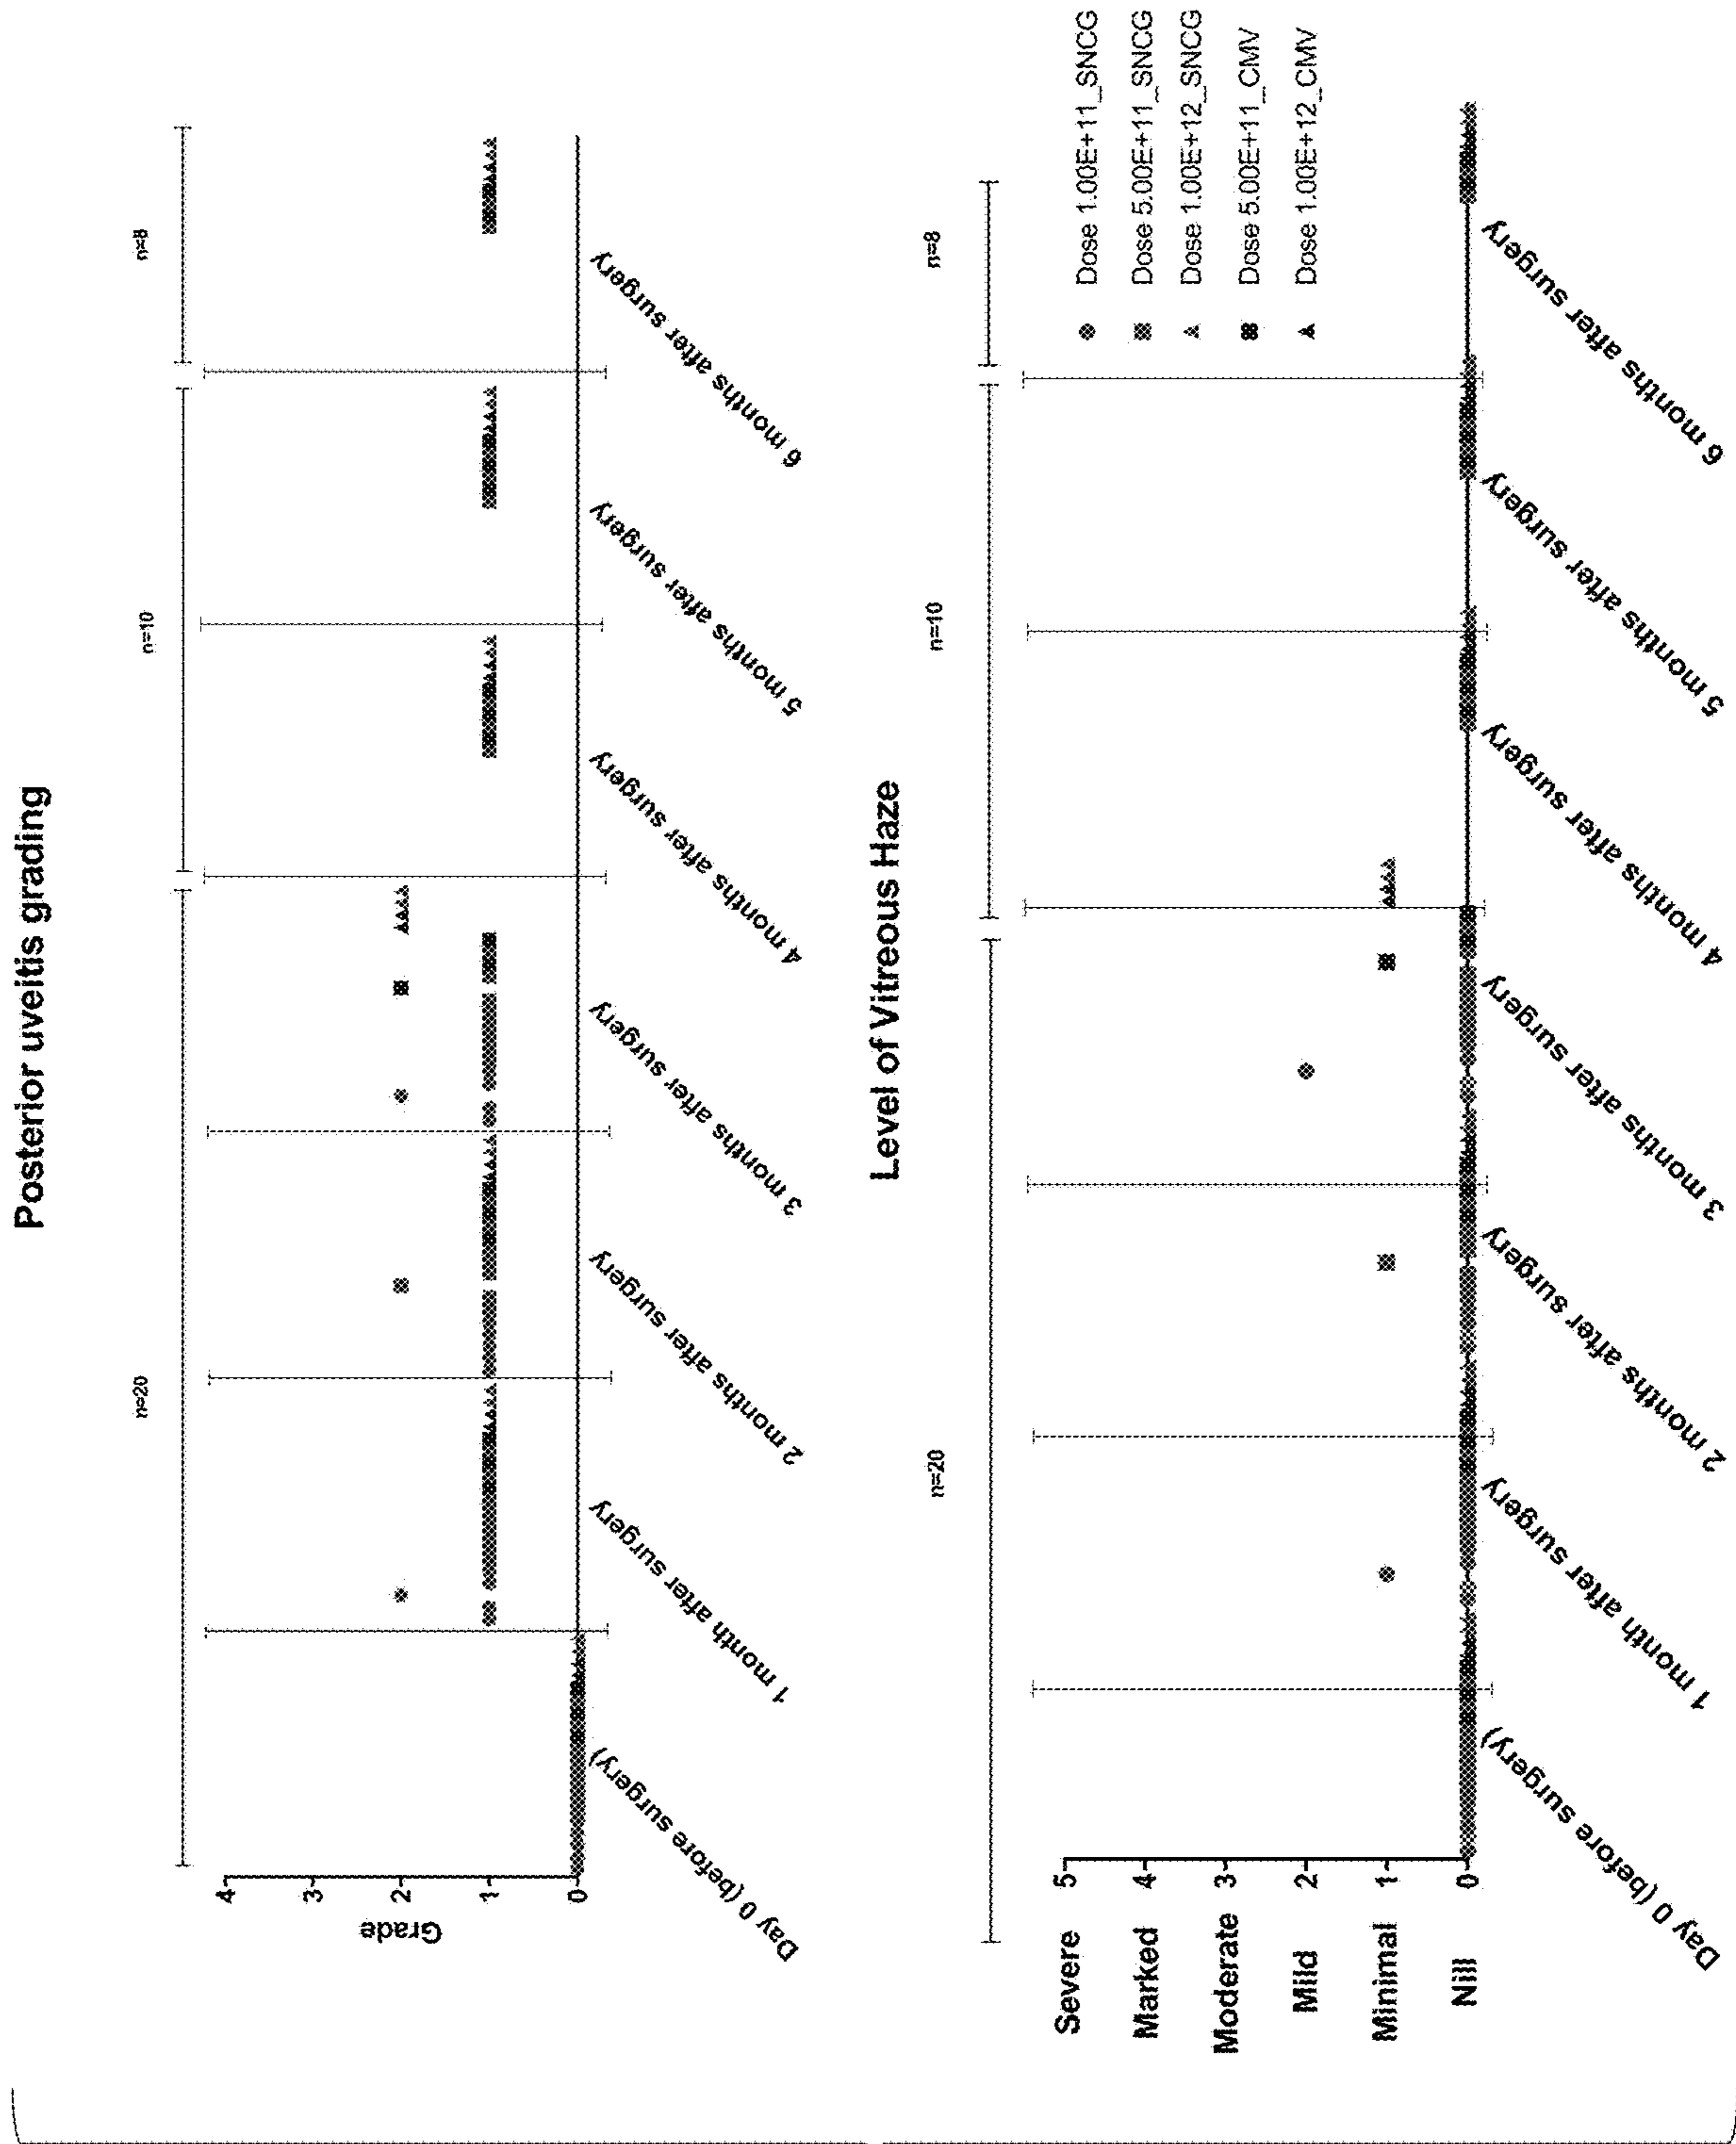 Posterior uveitis grading
n=20
n=10
n=8
Grade
4
3
2
1
0
Day 0 (before surgery)
1 month after surgery
2 months after surgery
3 months after surgery
4 months after surgery
5 months after surgery
6 months after surgery
Level of Vitreous Haze
n=20
n=10
n=8
Dose 1.00E+11_SNCG
Dose 5.00E+11_SNCG
Dose 1.00E+12_SNCG
Dose 5.00E+11_CMV
Dose 1.00E+12_CMV
Severe 5
Marked 4
Moderate 3
Mild 2
Minimal 1
Nill 0
Day 0 (before surgery)
1 month after surgery
2 months after surgery
3 months after surgery
4 months after surgery
5 months after surgery
6 months after surgery